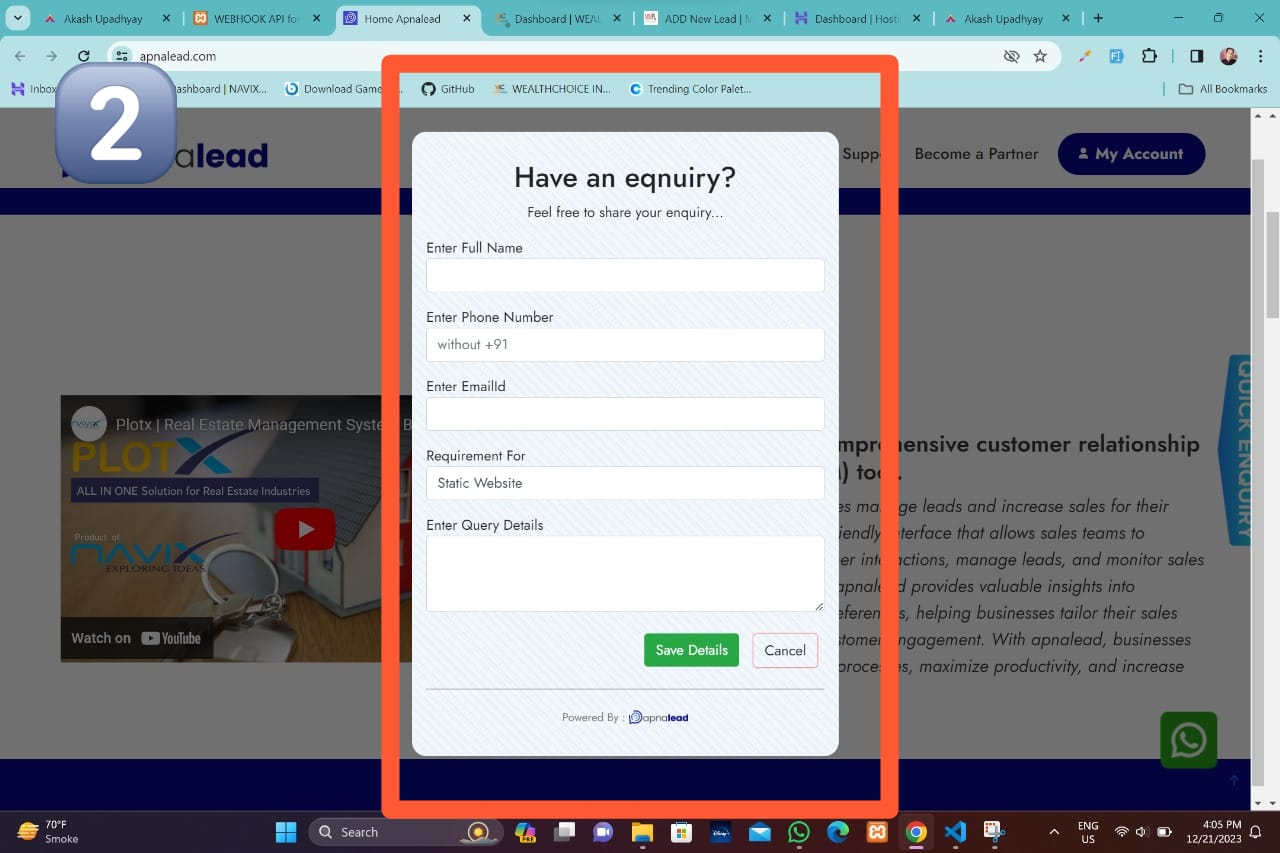 Akash Upadhyay
WEBHOOK API fo
Home Apnalead
Dashboard | WEAL
ADD New Lead | M
Dashboard | Hosti
Akash Upadhyay
apnalead.com
Inbox
ashboard | NAVIX...
Download Game
GitHub
WEALTHCHOICE IN...
Trending Color Palet...
All Bookmarks
2
alead
Supp
Become a Partner
My Account
Have an eqnuiry?
Feel free to share your enquiry...
Enter Full Name
Enter Phone Number
without +91
Enter EmailId
Requirement For
Static Website
Enter Query Details
Save Details
Cancel
Powered By : apnalead
Plotx | Real Estate Management System B
NAVIX
PLOTX
ALL IN ONE Solution for Real Estate Industries
Product of
NAVIX
EXPLORING IDEAS
Watch on YouTube
mprehensive customer relationship
) too.
es manage leads and increase sales for their
iendly interface that allows sales teams to
er interactions, manage leads, and monitor sales
apnalead provides valuable insights into
eferences, helping businesses tailor their sales
stomer engagement. With apnalead, businesses
processes, maximize productivity, and increase
QUICK ENQUIRY
70°F
Smoke
Search
PRE
Disney+
ENG
US
4:05 PM
12/21/2023